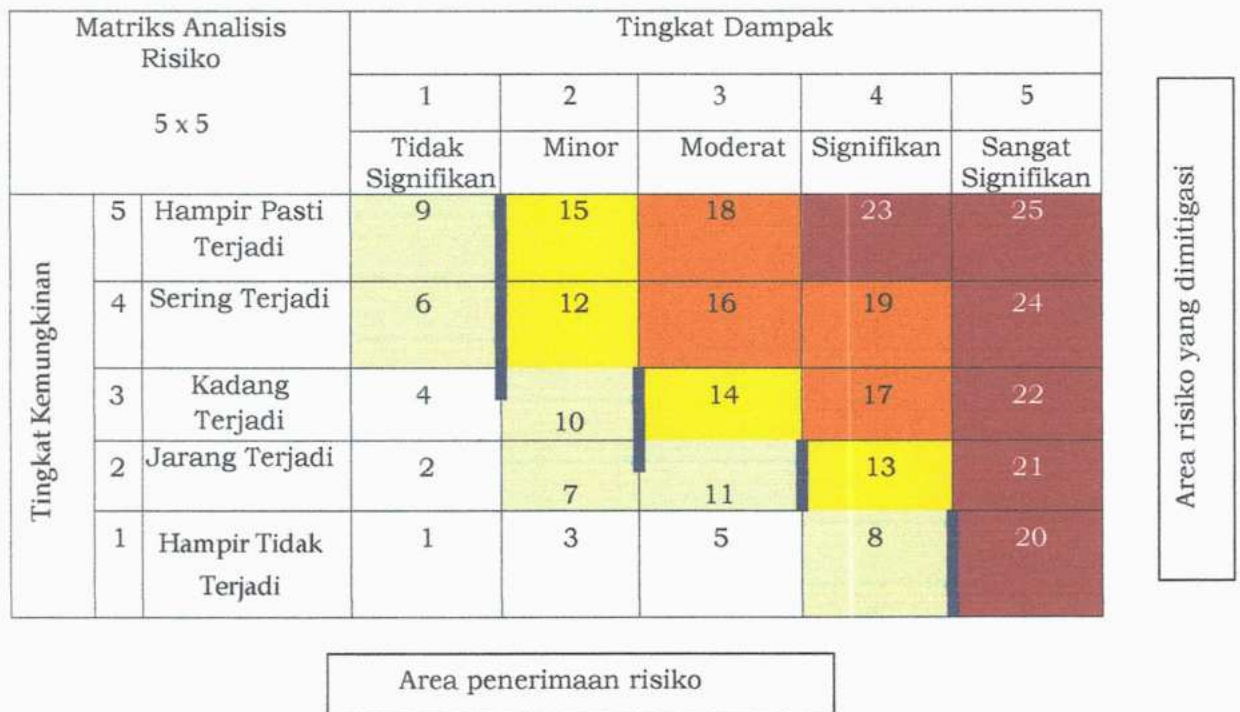 Matriks Analisis
Risiko
5 x 5
Tingkat Dampak
1 2 3 4 5
Tidak Signifikan Minor Moderat Signifikan Sangat Signifikan
Tingkat Kemungkinan
5 Hampir Pasti Terjadi 9 15 18 23 25
4 Sering Terjadi 6 12 16 19 24
3 Kadang Terjadi 4 10 14 17 22
2 Jarang Terjadi 2 7 11 13 21
1 Hampir Tidak Terjadi 1 3 5 8 20
Area risiko yang dimitigasi
Area penerimaan risiko